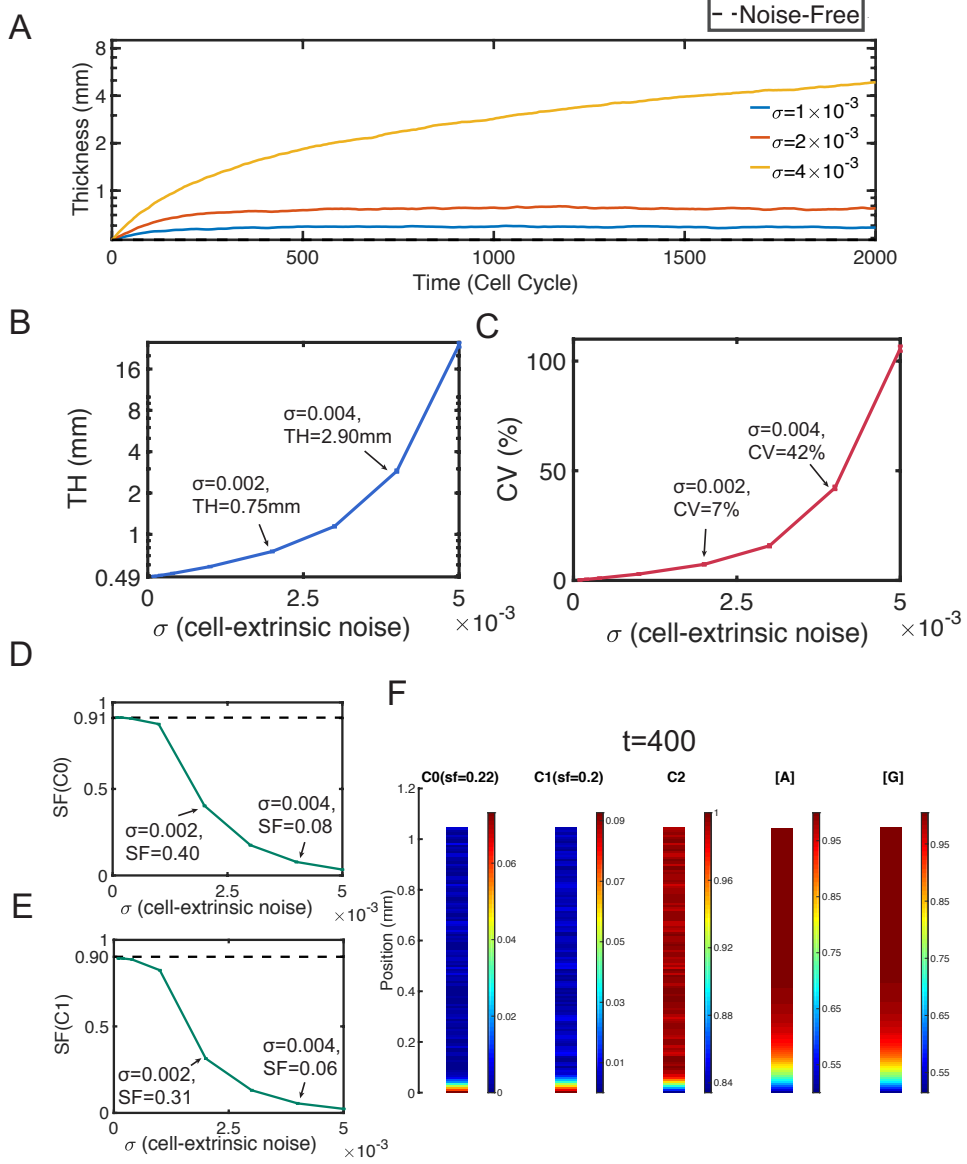 -- Noise-Free
A
8
4
2
1
Thickness (mm)
σ=1×10⁻³
σ=2×10⁻³
σ=4×10⁻³
0 500 1000 1500 2000
Time (Cell Cycle)
B
16
8
4
2
1
0.49
TH (mm)
σ=0.004,
TH=2.90mm
σ=0.002,
TH=0.75mm
0 2.5 5
×10⁻³
σ (cell-extrinsic noise)
C
100
50
0
CV (%)
σ=0.004,
CV=42%
σ=0.002,
CV=7%
0 2.5 5
×10⁻³
σ (cell-extrinsic noise)
D
1
0.91
0.5
0
SF(C0)
σ=0.002,
SF=0.40
σ=0.004,
SF=0.08
0 2.5 5
σ (cell-extrinsic noise)
×10⁻³
E
1
0.90
0.5
0
SF(C1)
σ=0.002,
SF=0.31
σ=0.004,
SF=0.06
0 2.5 5
σ (cell-extrinsic noise)
×10⁻³
F
t=400
C0(sf=0.22) C1(sf=0.2) C2 [A] [G]
1.2
1
0.8
0.6
0.4
0.2
0
Position (mm)
0.06
0.04
0.02
0
0.09
0.07
0.05
0.03
0.01
1
0.96
0.92
0.88
0.84
0.95
0.85
0.75
0.65
0.55
0.95
0.85
0.75
0.65
0.55